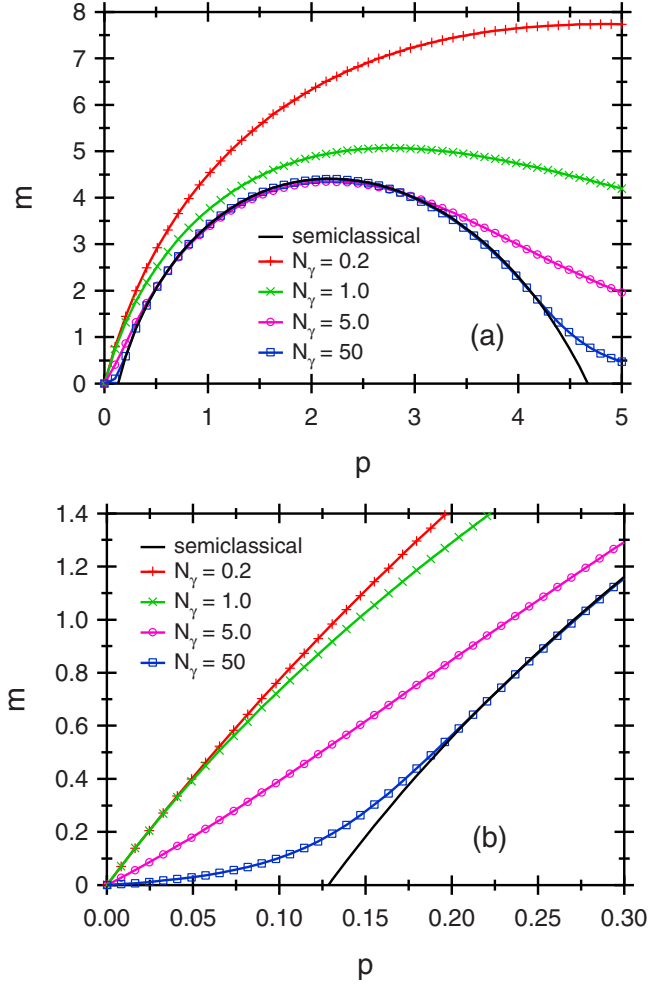 8
7
6
5
4
3
2
1
0
m
semiclassical
N_γ = 0.2
N_γ = 1.0
N_γ = 5.0
N_γ = 50
(a)
0 1 2 3 4 5
p
1.4
1.2
1.0
0.8
0.6
0.4
0.2
0
m
semiclassical
N_γ = 0.2
N_γ = 1.0
N_γ = 5.0
N_γ = 50
(b)
0.00 0.05 0.10 0.15 0.20 0.25 0.30
p